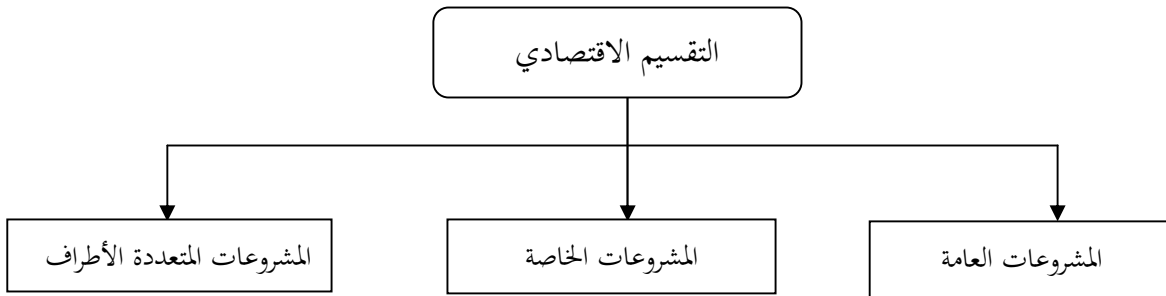 التقسيم الاقتصادي
المشروعات العامة
المشروعات الخاصة
المشروعات المتعددة الأطراف